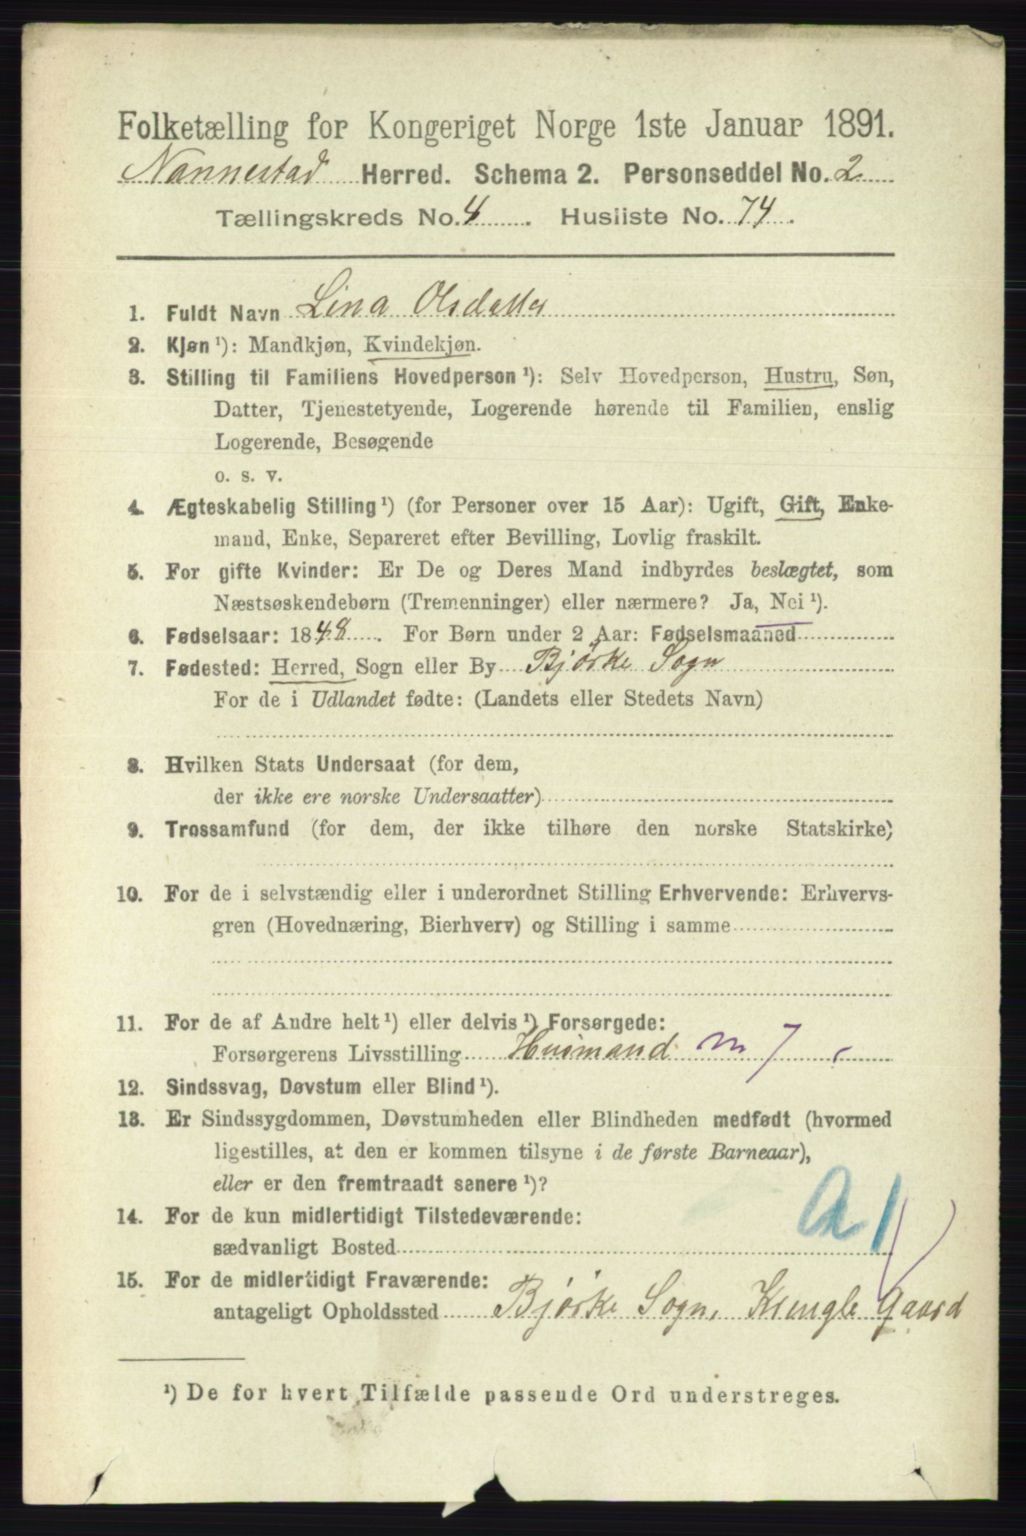 Folketælling for Kongeriget Norge 1ste Januar 1891.
Nannestad Herred. Schema 2. Personseddel No. 2
Tællingskreds No. 4. Husliste No. 74.
1. Fuldt Navn Lina Olsdatter
2. Kjøn ¹): Mandkjøn, Kvindekjøn.
3. Stilling til Familiens Hovedperson ¹): Selv Hovedperson, Hustru, Søn,
Datter, Tjenestetyende, Logerende hørende til Familien, enslig
Logerende, Besøgende
o. s. v.
4. Ægteskabelig Stilling ¹) (for Personer over 15 Aar): Ugift, Gift, Enke-
mand, Enke, Separeret efter Bevilling, Lovlig fraskilt.
5. For gifte Kvinder: Er De og Deres Mand indbyrdes beslægtet, som
Næstsøskendebørn (Tremenninger) eller nærmere? Ja, Nei ¹).
6. Fødselsaar: 1848. For Børn under 2 Aar: Fødselsmaaned
7. Fødested: Herred, Sogn eller By Bjørke Sogn
For de i Udlandet fødte: (Landets eller Stedets Navn)
8. Hvilken Stats Undersaat (for dem,
der ikke ere norske Undersaatter)
9. Trossamfund (for dem, der ikke tilhøre den norske Statskirke)
10. For de i selvstændig eller i underordnet Stilling Erhvervende: Erhvervs-
gren (Hovednæring, Bierhverv) og Stilling i samme
11. For de af Andre helt ¹) eller delvis ¹) Forsørgede:
Forsørgerens Livsstilling Husmand m 7
12. Sindssvag, Døvstum eller Blind ¹).
13. Er Sindssygdommen, Døvstumheden eller Blindheden medfødt (hvormed
ligestilles, at den er kommen tilsyne i de første Barneaar),
eller er den fremtraadt senere ¹)?
14. For de kun midlertidigt Tilstedeværende:
sædvanligt Bosted
15. For de midlertidigt Fraværende:
antageligt Opholdssted Bjørke Sogn, Kringle Gaard
¹) De for hvert Tilfælde passende Ord understreges.